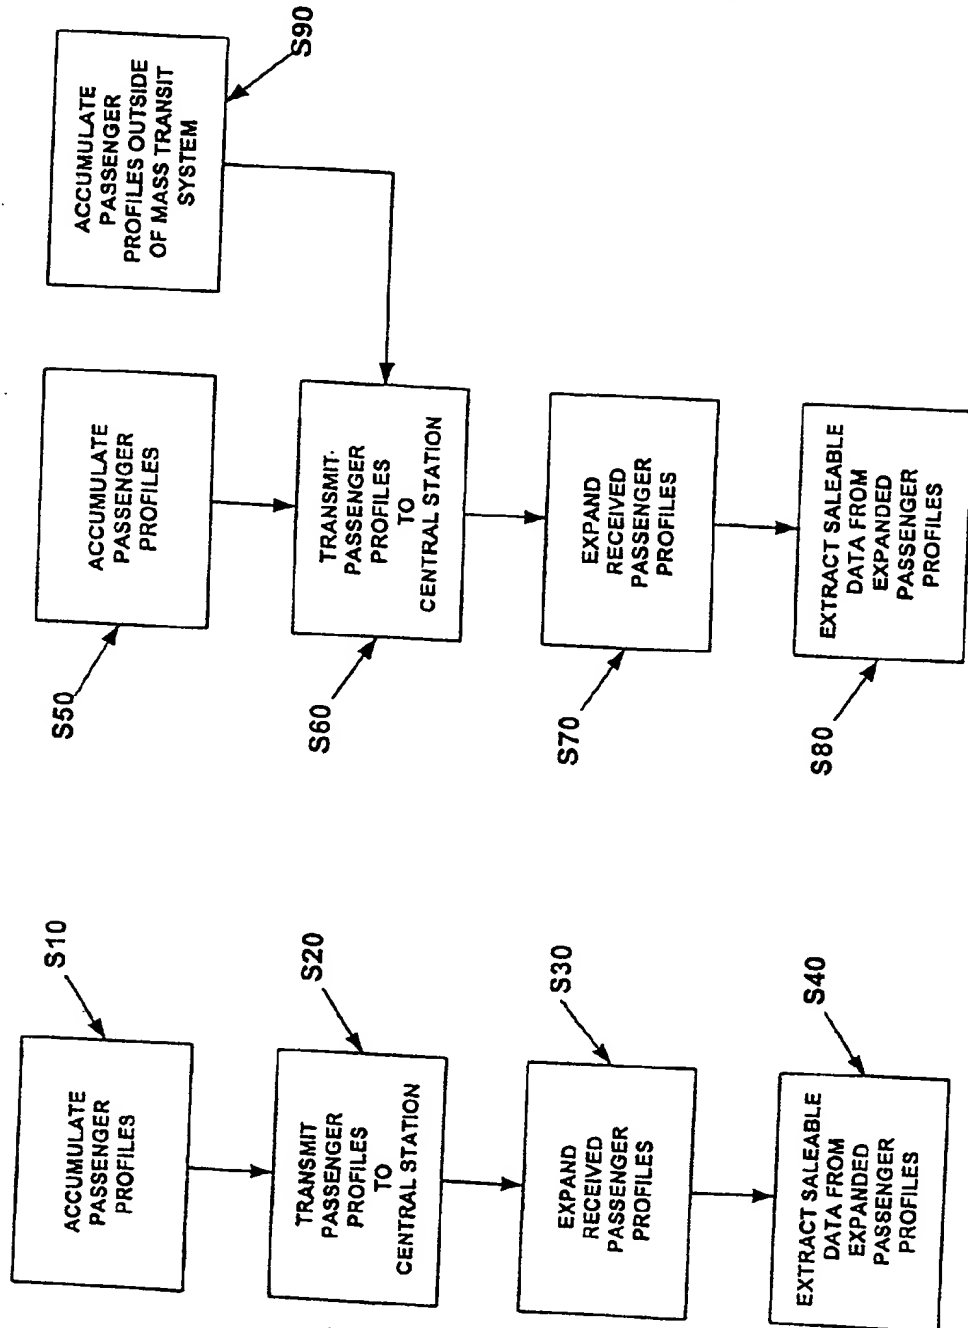 ACCUMULATE
PASSENGER
PROFILES
S10
TRANSMIT
PASSENGER
PROFILES
TO
CENTRAL STATION
S20
EXPAND
RECEIVED
PASSENGER
PROFILES
S30
EXTRACT SALEABLE
DATA FROM
EXPANDED
PASSENGER
PROFILES
S40
ACCUMULATE
PASSENGER
PROFILES
S50
ACCUMULATE
PASSENGER
PROFILES OUTSIDE
OF MASS TRANSIT
SYSTEM
S90
TRANSMIT
PASSENGER
PROFILES
TO
CENTRAL STATION
S60
EXPAND
RECEIVED
PASSENGER
PROFILES
S70
EXTRACT SALEABLE
DATA FROM
EXPANDED
PASSENGER
PROFILES
S80